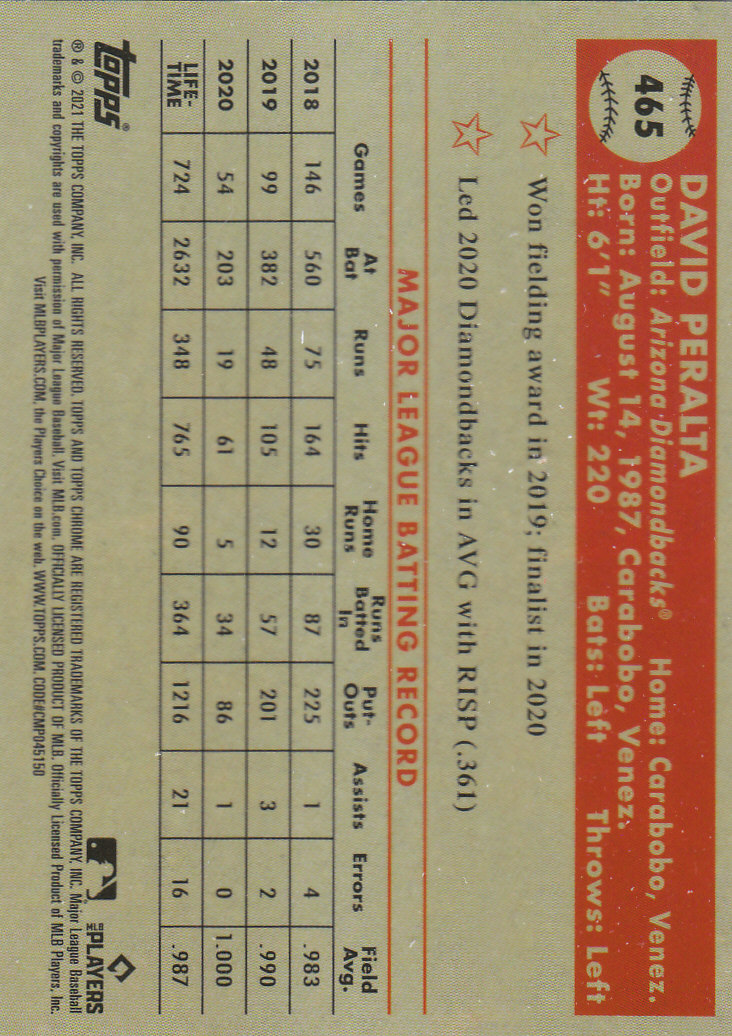 465
DAVID PERALTA
Outfield: Arizona Diamondbacks® Home: Carabobo, Venez.
Born: August 14, 1987, Carabobo, Venez.
Ht: 6'1" Wt: 220 Bats: Left Throws: Left
Won fielding award in 2019; finalist in 2020
Led 2020 Diamondbacks in AVG with RISP (.361)
MAJOR LEAGUE BATTING RECORD
Games At Bat Runs Hits Home Runs Runs Batted In Put-Outs Assists Errors Field Avg.
2018 146 560 75 164 30 87 225 1 4 .983
2019 99 382 48 105 12 57 201 3 2 .990
2020 54 203 19 61 5 34 86 1 0 1.000
LIFE-TIME 724 2632 348 765 90 364 1216 21 16 .987
topps®
MLB PLAYERS
® & © 2021 THE TOPPS COMPANY, INC. ALL RIGHTS RESERVED. TOPPS AND TOPPS CHROME ARE REGISTERED TRADEMARKS OF THE TOPPS COMPANY, INC. Major League Baseball
trademarks and copyrights are used with permission of Major League Baseball. Visit MLB.com. OFFICIALLY LICENSED PRODUCT OF MLB. Officially Licensed Product of MLB Players, Inc.
Visit MLBPLAYERS.COM, the Players Choice on the web. WWW.TOPPS.COM. CODE#CMP045150